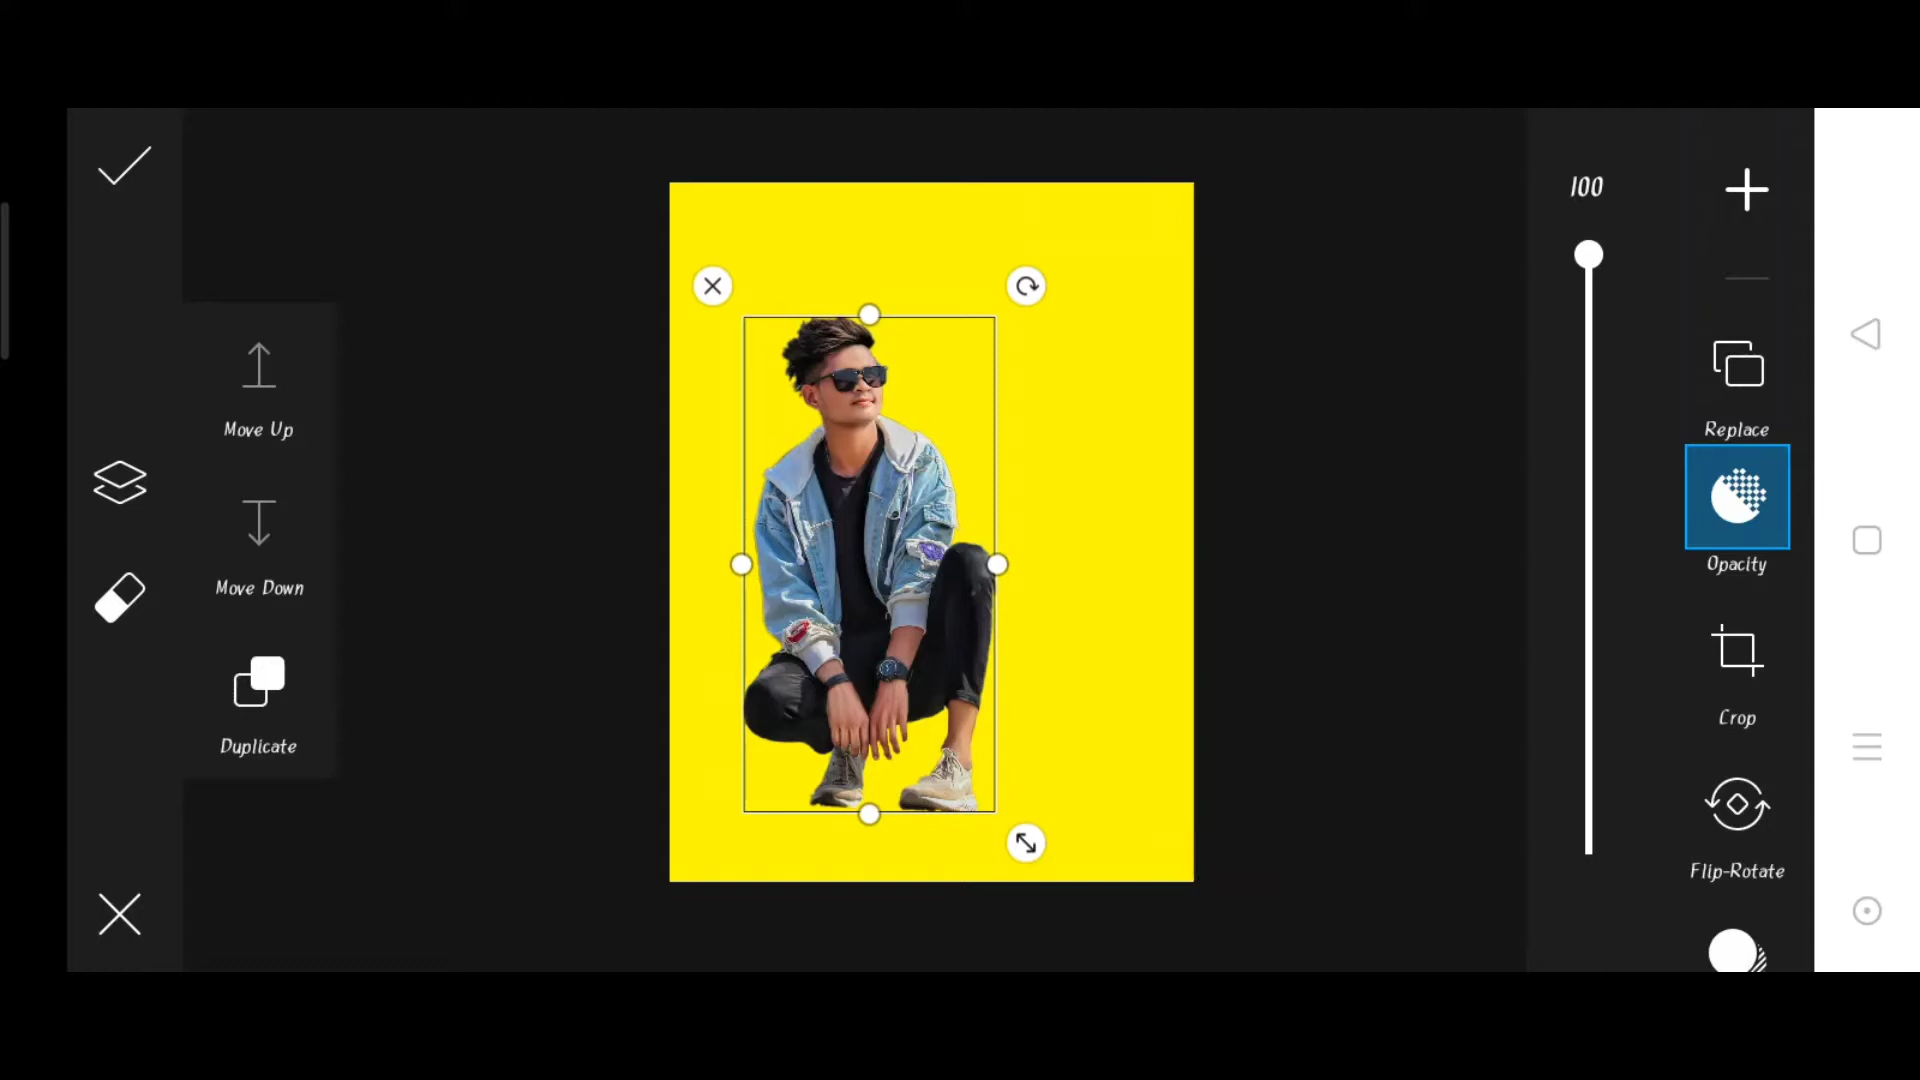 100
Move Up
Replace
Opacity
Move Down
Crop
Duplicate
Flip-Rotate